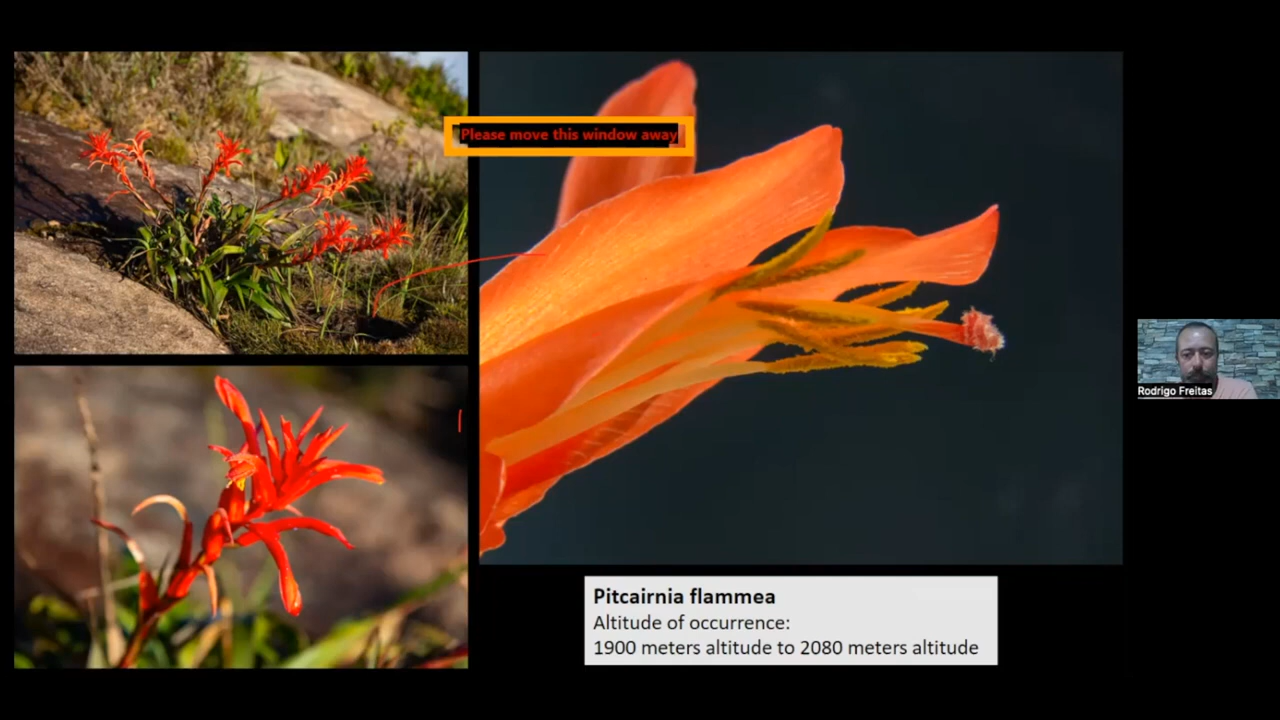 Please move this window away
Rodrigo Freitas
Pitcairnia flammea
Altitude of occurrence:
1900 meters altitude to 2080 meters altitude